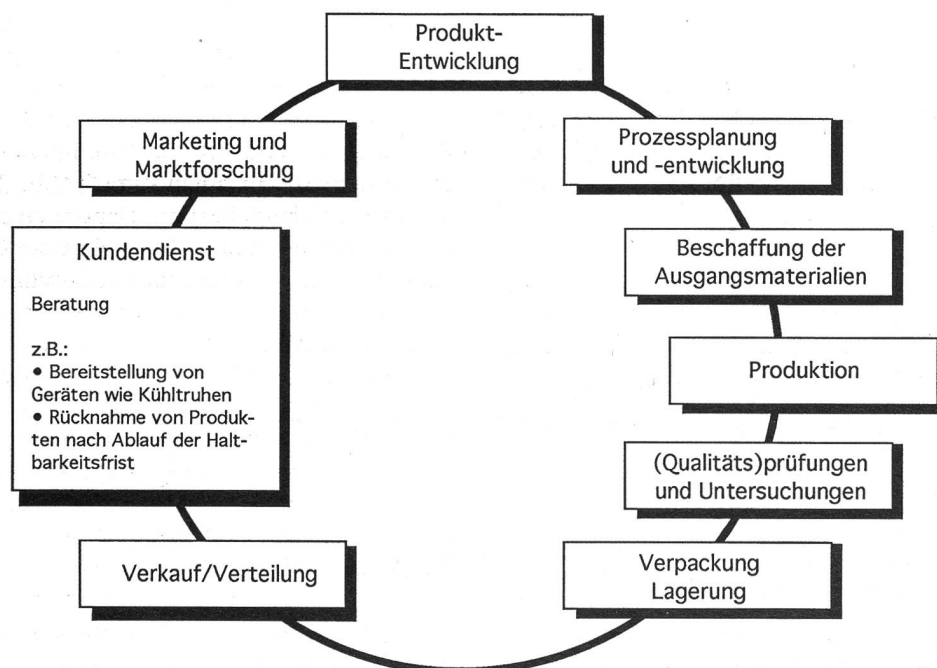 Produkt-
Entwicklung
Marketing und
Marktforschung
Prozessplanung
und -entwicklung
Kundendienst
Beratung
z.B.:
• Bereitstellung von
Geräten wie Kühltruhen
• Rücknahme von Produk-
ten nach Ablauf der Halt-
barkeitsfrist
Beschaffung der
Ausgangsmaterialien
Produktion
(Qualitäts)prüfungen
und Untersuchungen
Verpackung
Lagerung
Verkauf/Verteilung